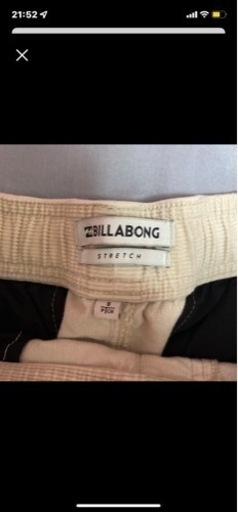 21:52
BILLABONG
STRETCH
S